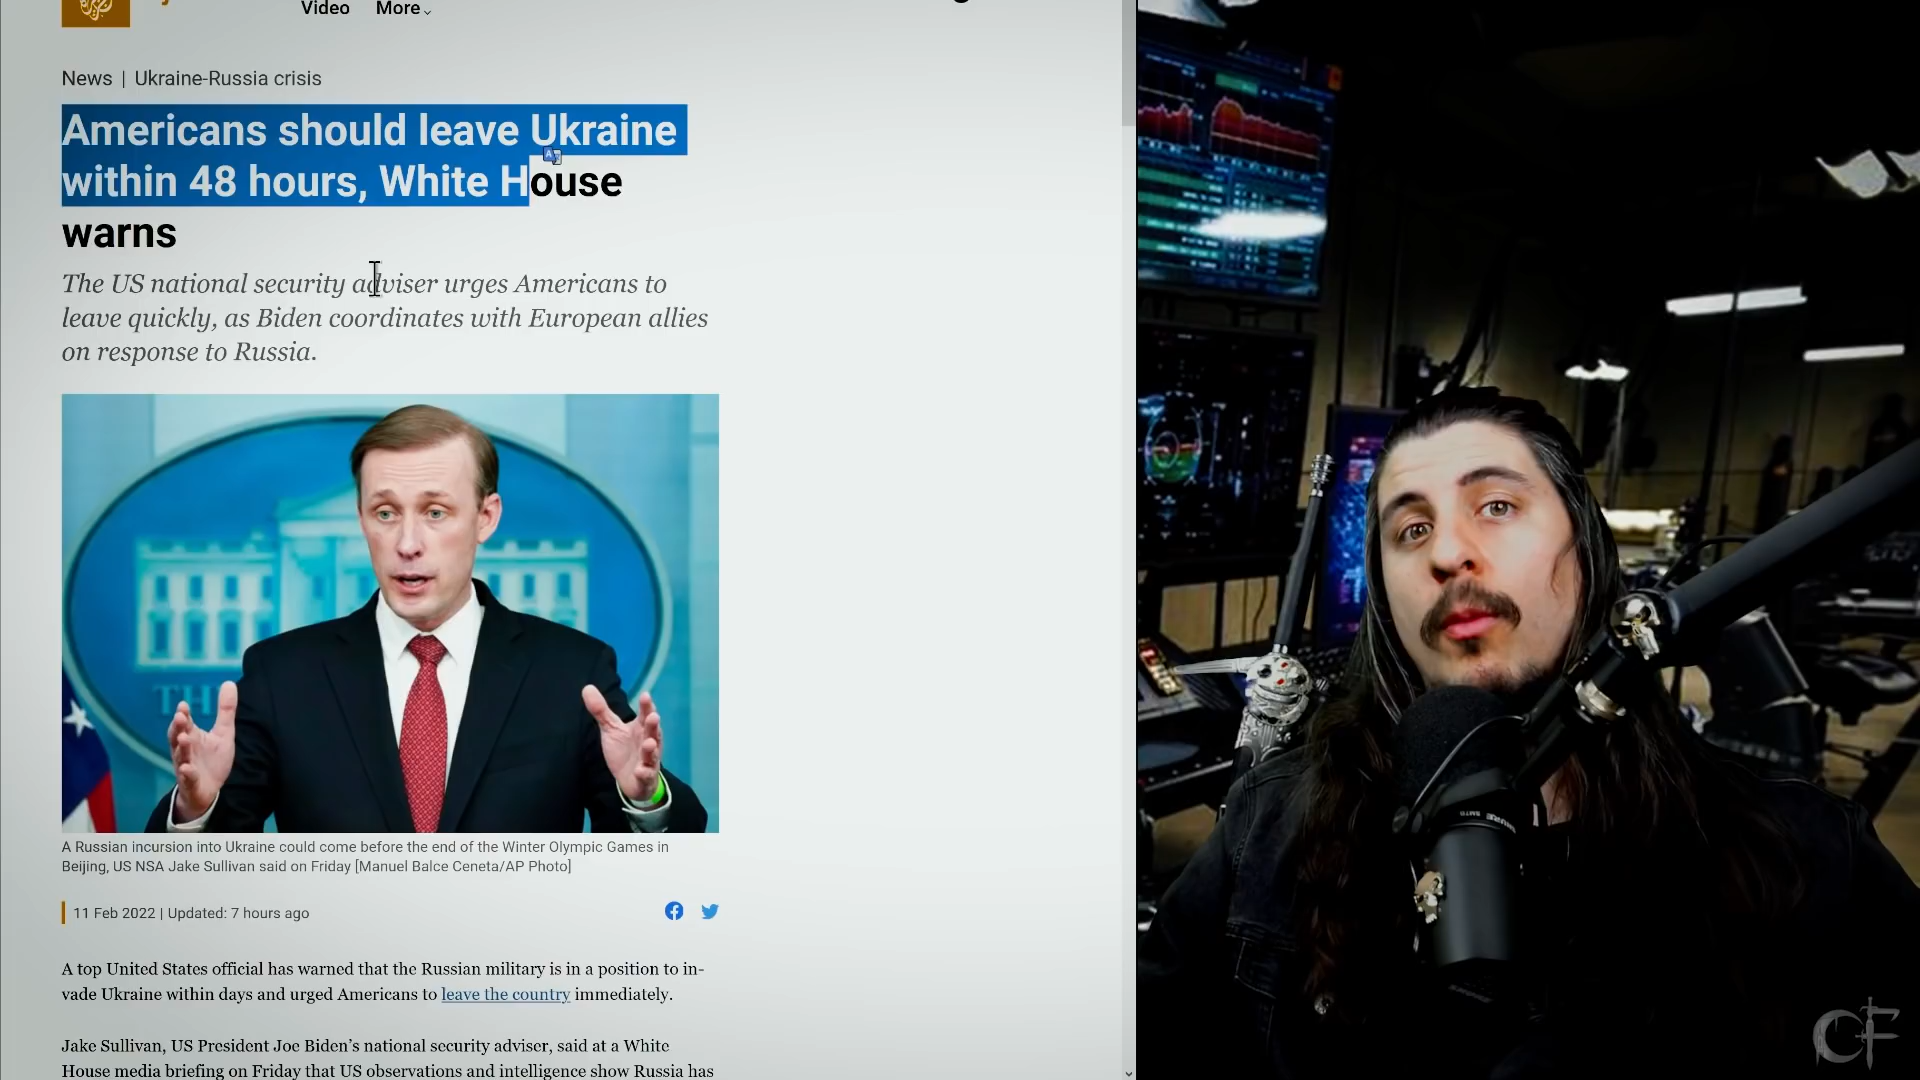 Video More
News | Ukraine-Russia crisis
Americans should leave Ukraine
within 48 hours, White House
warns
The US national security adviser urges Americans to
leave quickly, as Biden coordinates with European allies
on response to Russia.
A Russian incursion into Ukraine could come before the end of the Winter Olympic Games in
Beijing, US NSA Jake Sullivan said on Friday [Manuel Balce Ceneta/AP Photo]
11 Feb 2022 | Updated: 7 hours ago
A top United States official has warned that the Russian military is in a position to in-
vade Ukraine within days and urged Americans to leave the country immediately.
Jake Sullivan, US President Joe Biden’s national security adviser, said at a White
House media briefing on Friday that US observations and intelligence show Russia has
TH
SHURE SM7B
CF